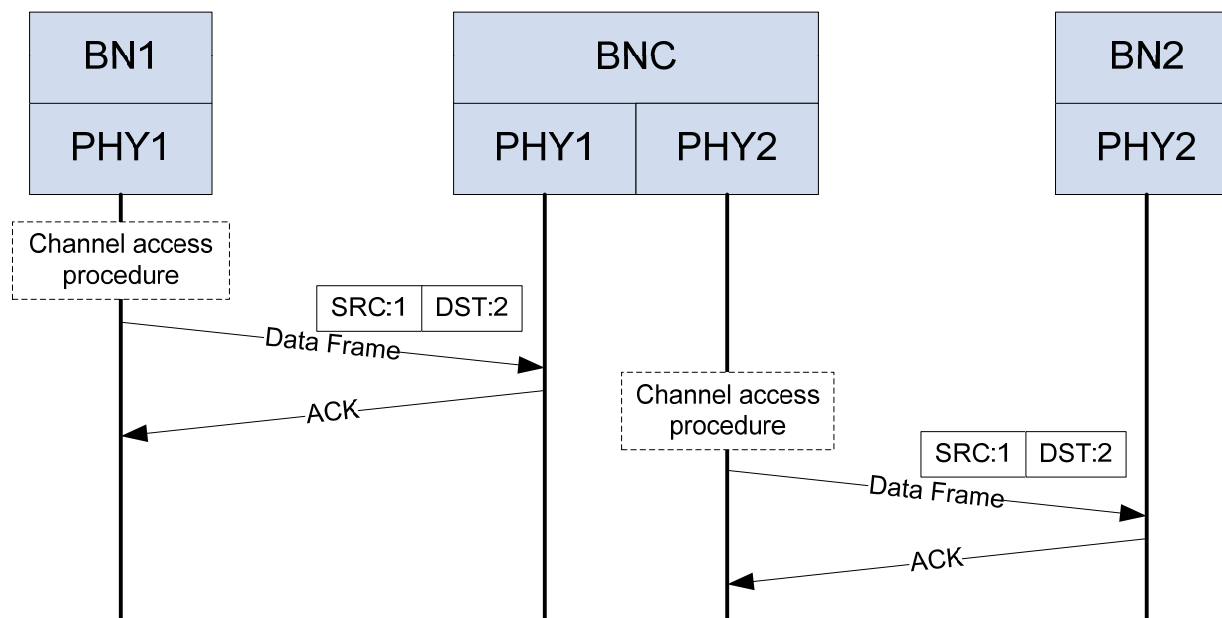 BN1
BNC
BN2
PHY1
PHY1
PHY2
PHY2
Channel access
procedure
SRC:1
DST:2
Data Frame
ACK
Channel access
procedure
SRC:1
DST:2
Data Frame
ACK